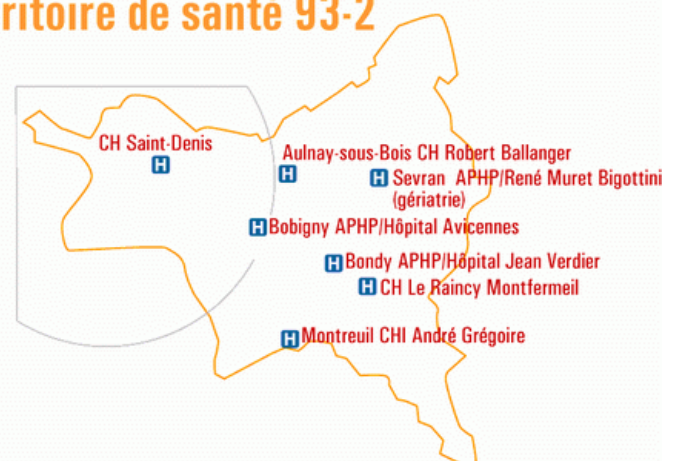 ritoire de santé 93-2
CH Saint-Denis
H
Aulnay-sous-Bois CH Robert Ballanger
H
H Sevran APHP/René Muret Bigottini
(gériatrie)
H Bobigny APHP/Hôpital Avicennes
H Bondy APHP/Hôpital Jean Verdier
H CH Le Raincy Montfermeil
H Montreuil CHI André Grégoire